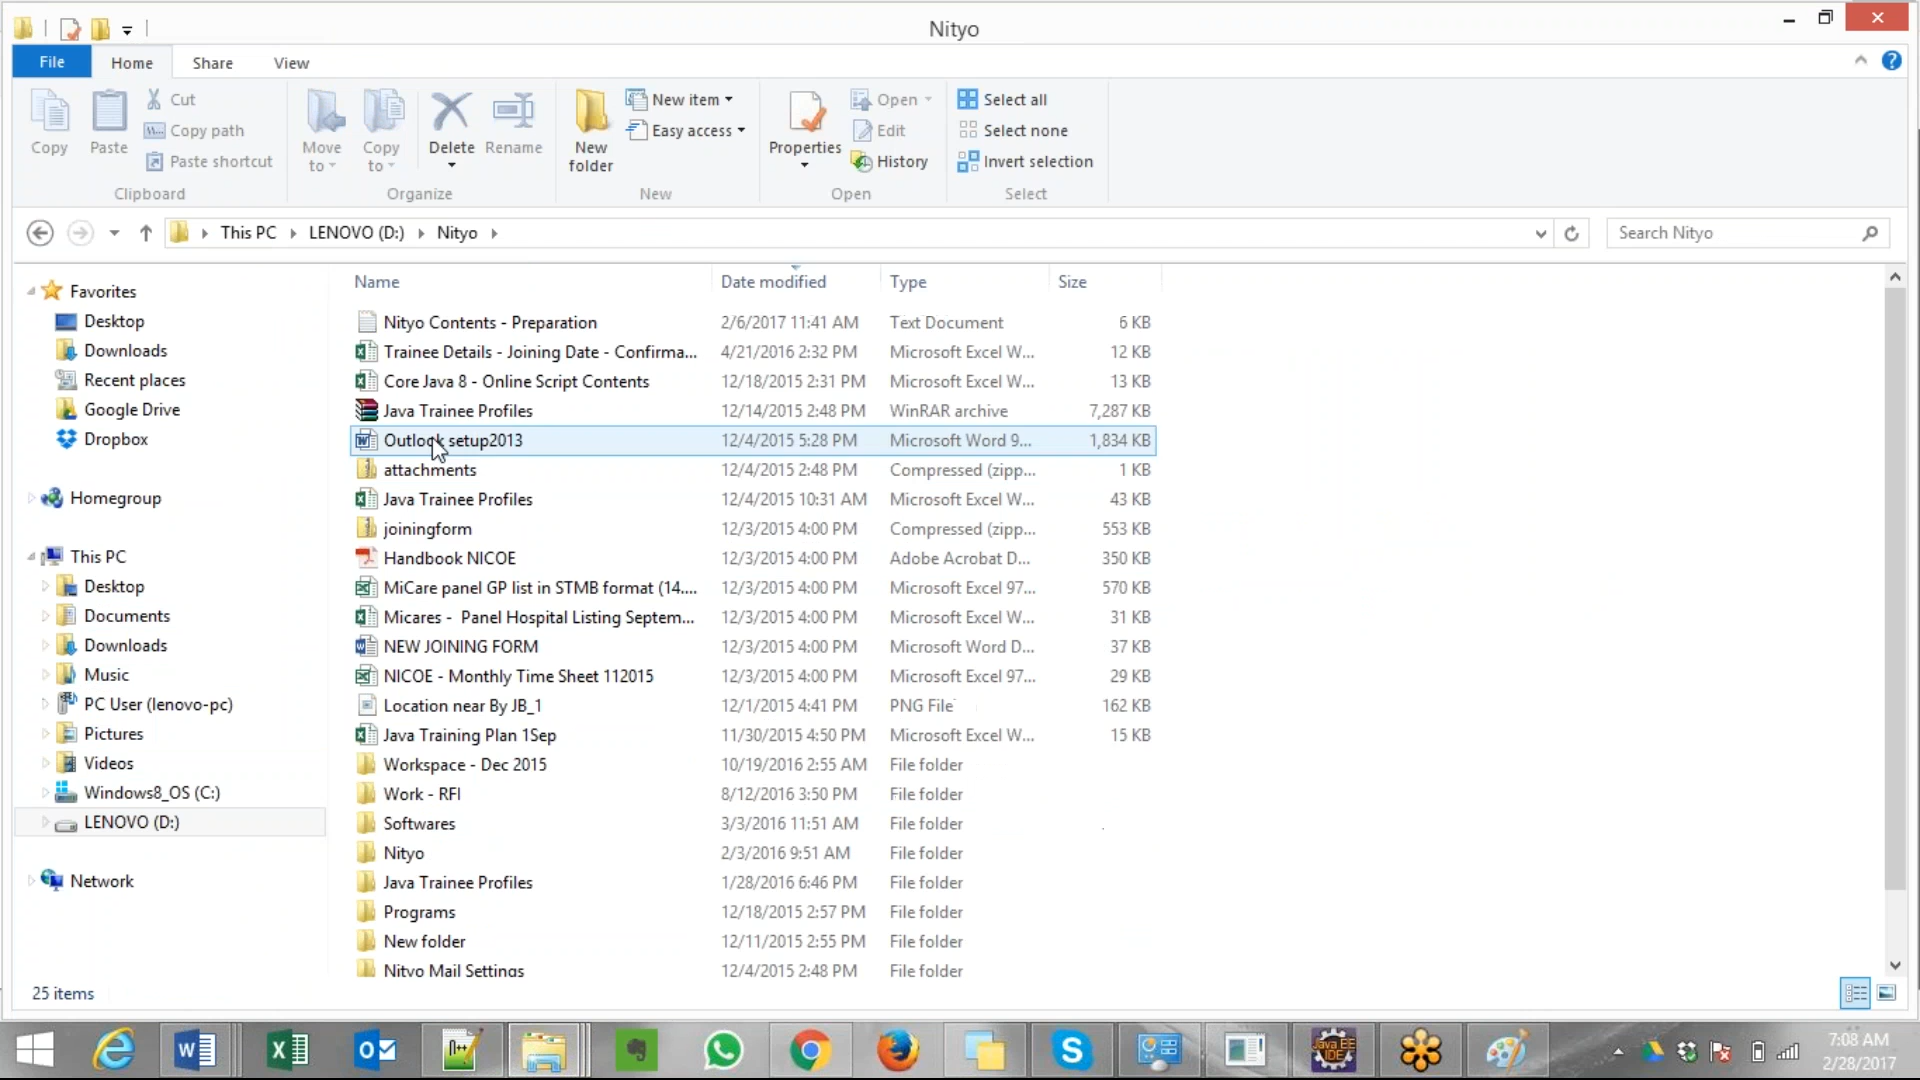 Nityo
File Home Share View
Copy
Paste
Cut
Copy path
Paste shortcut
Clipboard
Move to
Copy to
Delete
Rename
Organize
New folder
New item
Easy access
New
Properties
Open
Edit
History
Open
Select all
Select none
Invert selection
Select
This PC LENOVO (D:) Nityo
Search Nityo
Favorites
Desktop
Downloads
Recent places
Google Drive
Dropbox
Homegroup
This PC
Desktop
Documents
Downloads
Music
PC User (lenovo-pc)
Pictures
Videos
Windows8_OS (C:)
LENOVO (D:)
Network
Name Date modified Type Size
Nityo Contents - Preparation 2/6/2017 11:41 AM Text Document 6 KB
Trainee Details - Joining Date - Confirma... 4/21/2016 2:32 PM Microsoft Excel W... 12 KB
Core Java 8 - Online Script Contents 12/18/2015 2:31 PM Microsoft Excel W... 13 KB
Java Trainee Profiles 12/14/2015 2:48 PM WinRAR archive 7,287 KB
Outlook setup2013 12/4/2015 5:28 PM Microsoft Word 9... 1,834 KB
attachments 12/4/2015 2:48 PM Compressed (zipp... 1 KB
Java Trainee Profiles 12/4/2015 10:31 AM Microsoft Excel W... 43 KB
joiningform 12/3/2015 4:00 PM Compressed (zipp... 553 KB
Handbook NICOE 12/3/2015 4:00 PM Adobe Acrobat D... 350 KB
MiCare panel GP list in STMB format (14.... 12/3/2015 4:00 PM Microsoft Excel 97... 570 KB
Micares - Panel Hospital Listing Septem... 12/3/2015 4:00 PM Microsoft Excel W... 31 KB
NEW JOINING FORM 12/3/2015 4:00 PM Microsoft Word D... 37 KB
NICOE - Monthly Time Sheet 112015 12/3/2015 4:00 PM Microsoft Excel 97... 29 KB
Location near By JB_1 12/1/2015 4:41 PM PNG File 162 KB
Java Training Plan 1Sep 11/30/2015 4:50 PM Microsoft Excel W... 15 KB
Workspace - Dec 2015 10/19/2016 2:55 AM File folder
Work - RFI 8/12/2016 3:50 PM File folder
Softwares 3/3/2016 11:51 AM File folder
Nityo 2/3/2016 9:51 AM File folder
Java Trainee Profiles 1/28/2016 6:46 PM File folder
Programs 12/18/2015 2:57 PM File folder
New folder 12/11/2015 2:55 PM File folder
Nityo Mail Settings 12/4/2015 2:48 PM File folder
25 items
Java EE
IDE
7:08 AM
2/28/2017